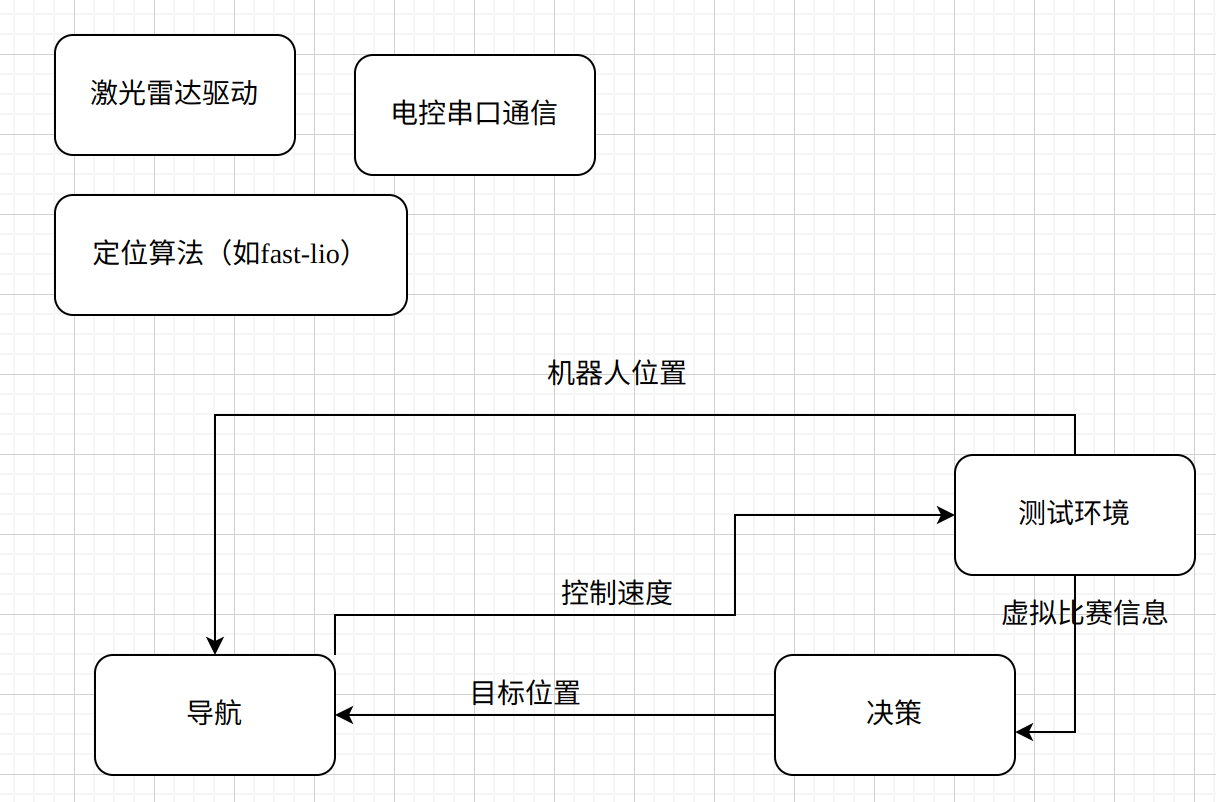 激光雷达驱动
电控串口通信
定位算法（如fast-lio）
机器人位置
测试环境
控制速度
虚拟比赛信息
目标位置
导航
决策